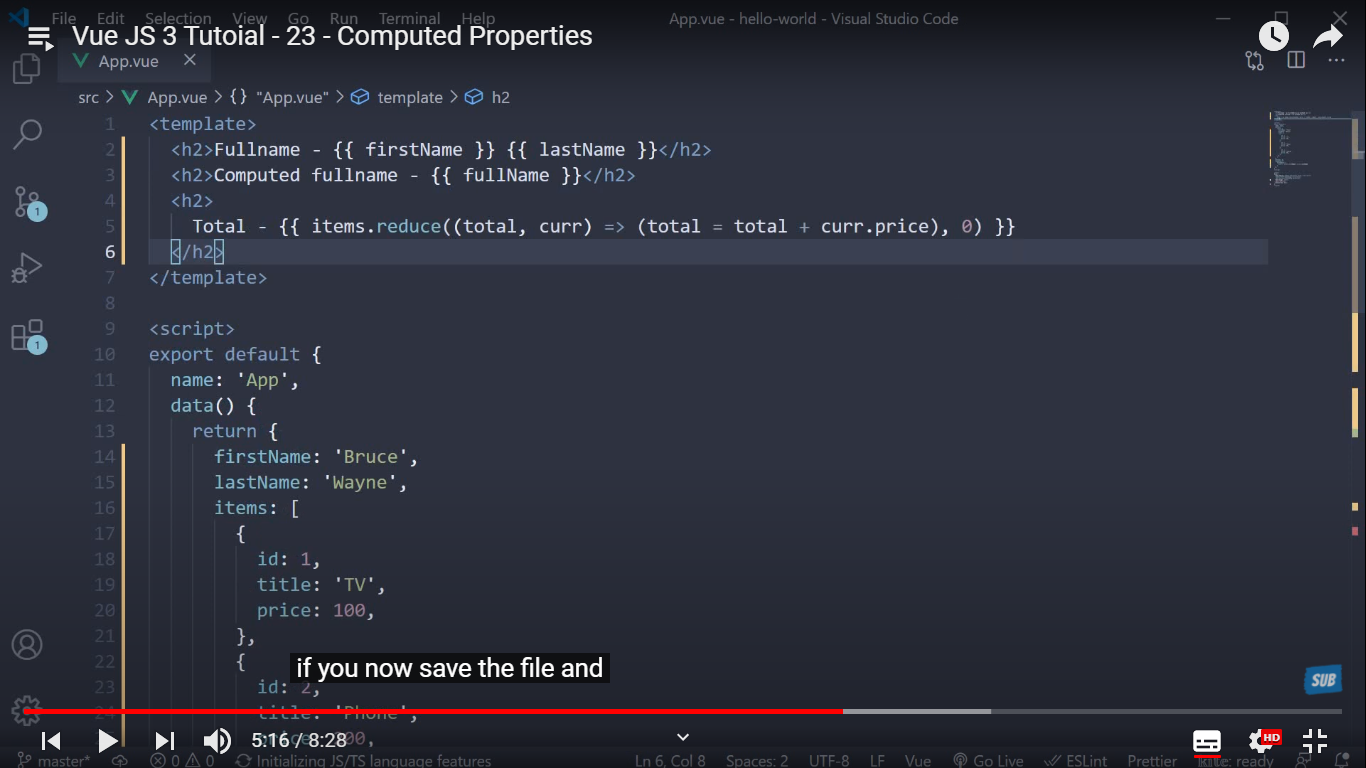 File Edit Selection View Go Run Terminal Help
App.vue - hello-world - Visual Studio Code
Vue JS 3 Tutoial - 23 - Computed Properties
App.vue
src > App.vue > {} "App.vue" > template > h2
1 <template>
2 <h2>Fullname - {{ firstName }} {{ lastName }}</h2>
3 <h2>Computed fullname - {{ fullName }}</h2>
4 <h2>
5 Total - {{ items.reduce((total, curr) => (total = total + curr.price), 0) }}
6 </h2>
7 </template>
8
9 <script>
10 export default {
11 name: 'App',
12 data() {
13 return {
14 firstName: 'Bruce',
15 lastName: 'Wayne',
16 items: [
17 {
18 id: 1,
19 title: 'TV',
20 price: 100,
21 },
22 {
23 id: 2,
24 title: 'Phone',
1
1
if you now save the file and
SUB
5:16 / 8:28
HD
master* 0 0 Initializing JS/TS language features
Ln 6, Col 8 Spaces: 2 UTF-8 LF Vue Go Live ESLint Prettier Kite: ready